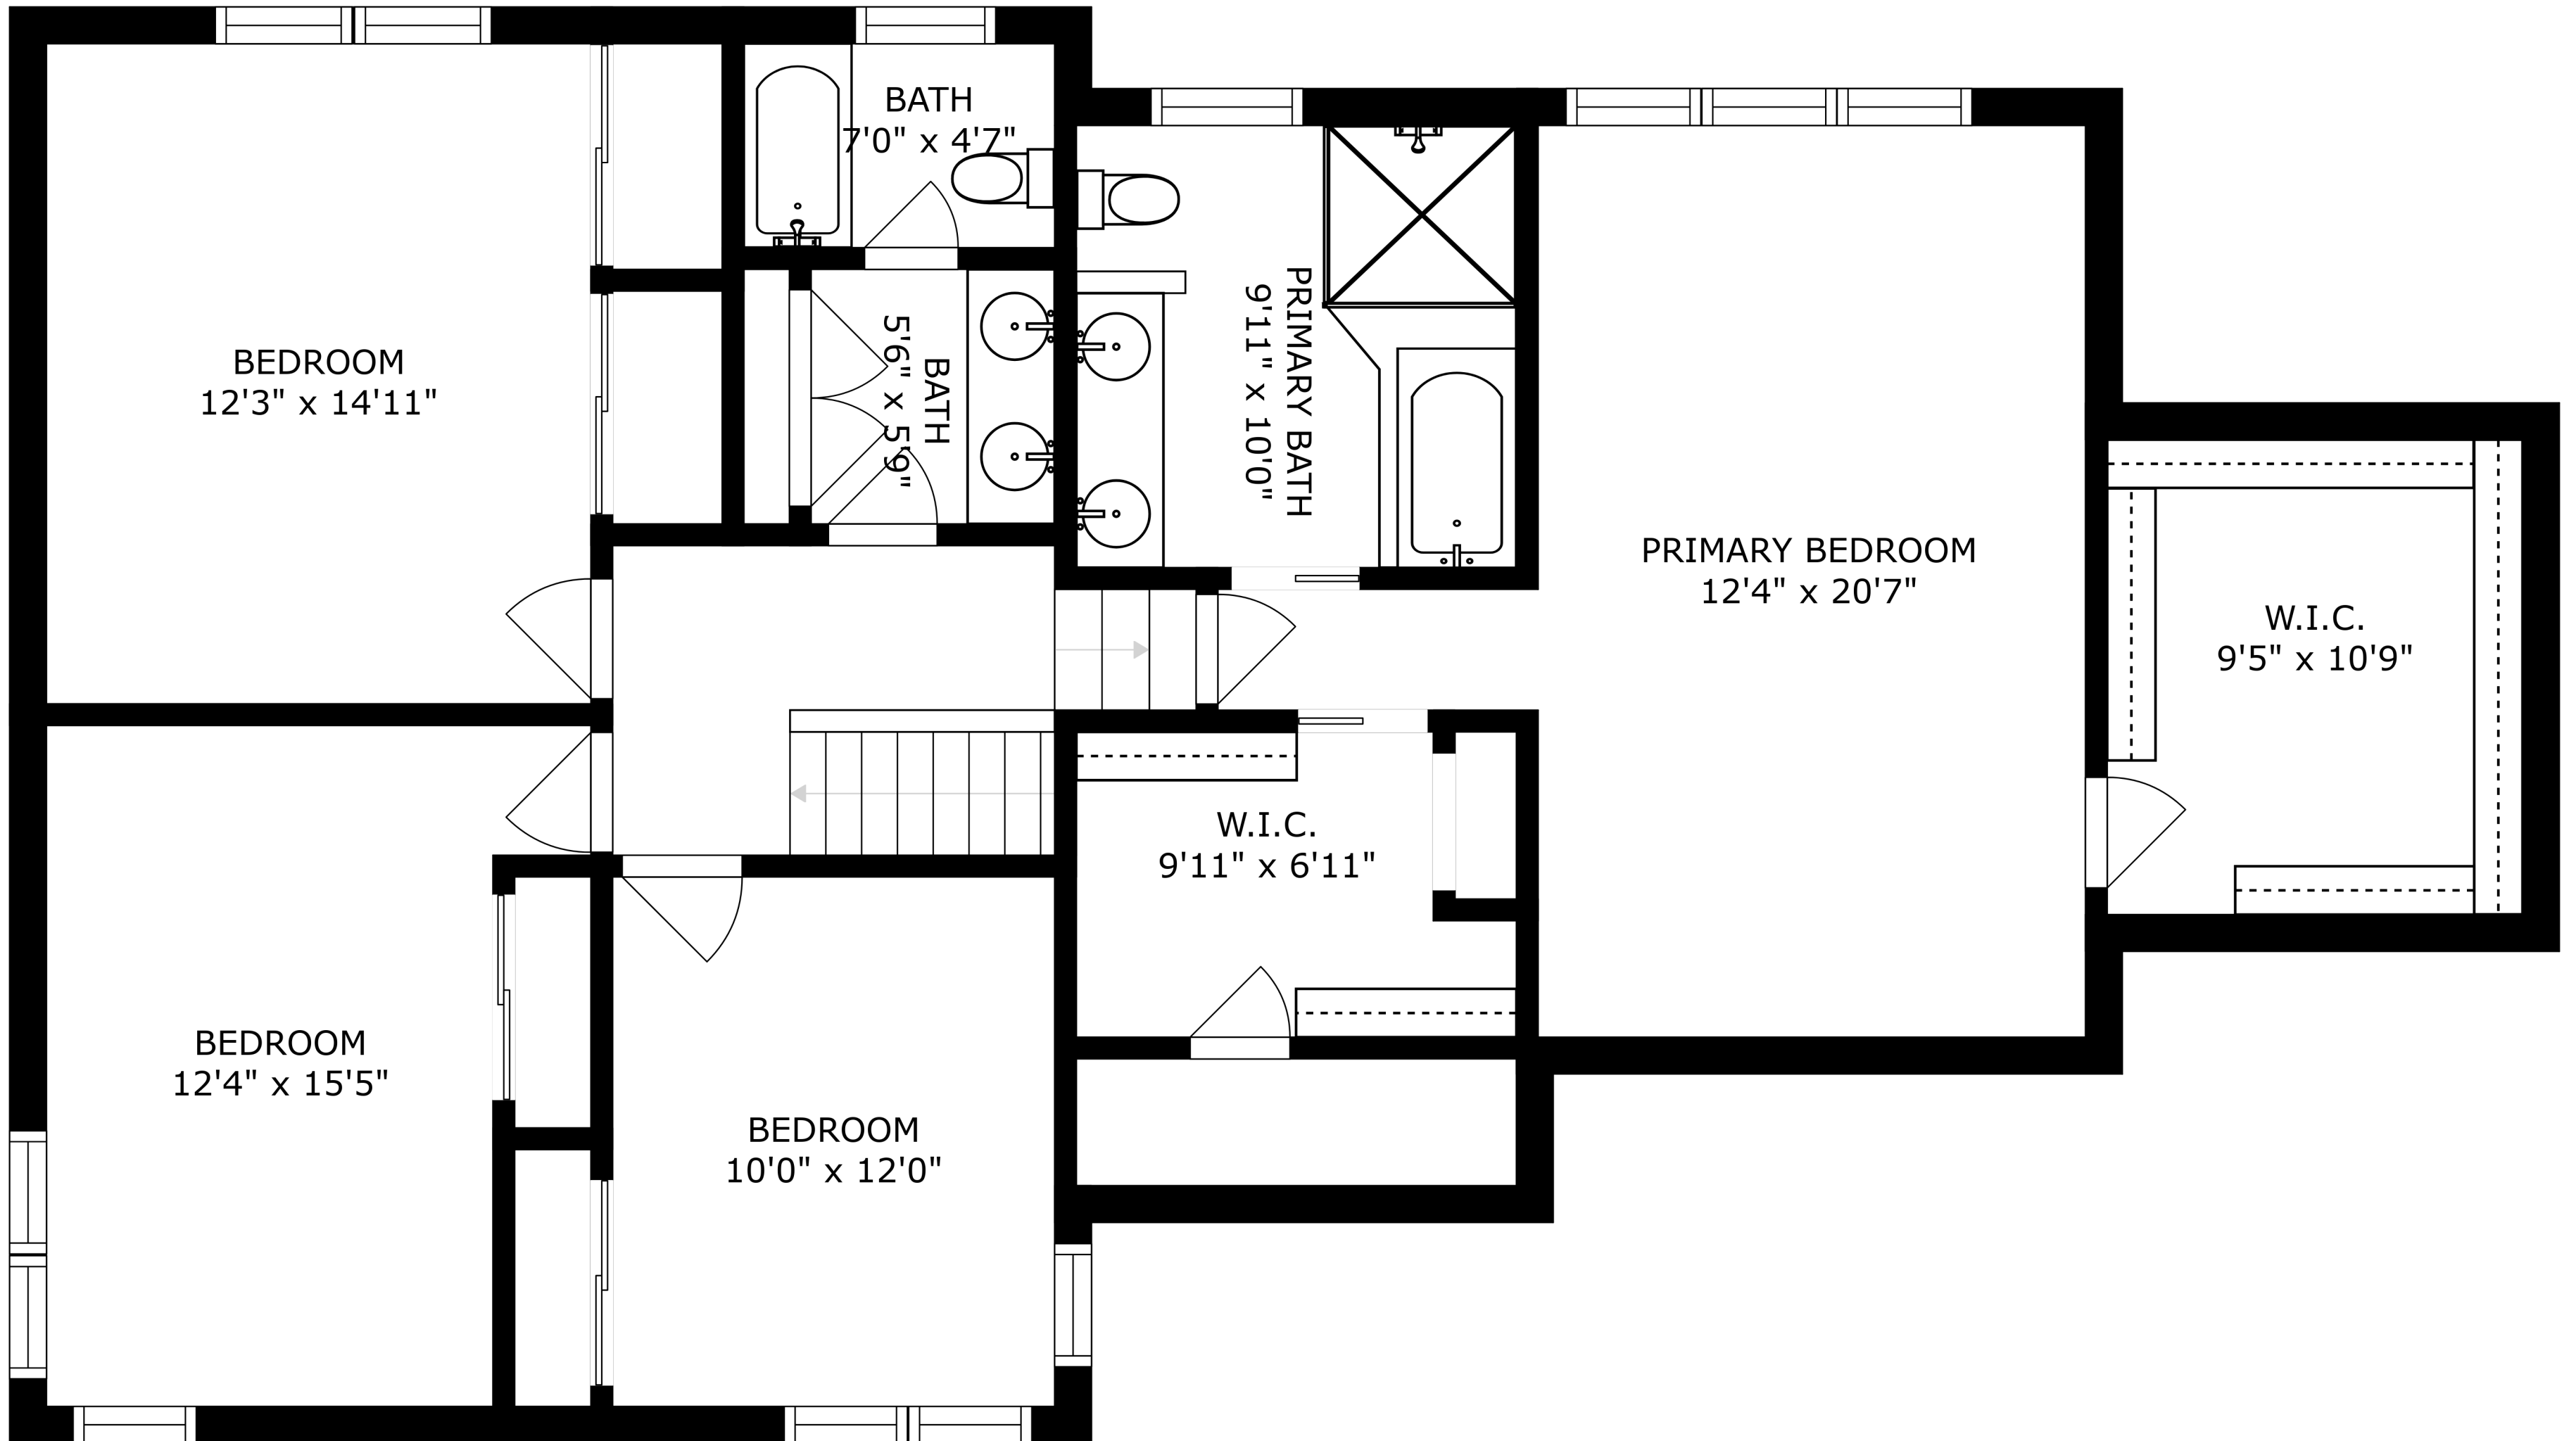 BATH
7'0" x 4'7"
BEDROOM
12'3" x 14'11"
BATH
5'6" x 5'9"
PRIMARY BATH
9'11" x 10'0"
PRIMARY BEDROOM
12'4" x 20'7"
W.I.C.
9'5" x 10'9"
W.I.C.
9'11" x 6'11"
BEDROOM
12'4" x 15'5"
BEDROOM
10'0" x 12'0"